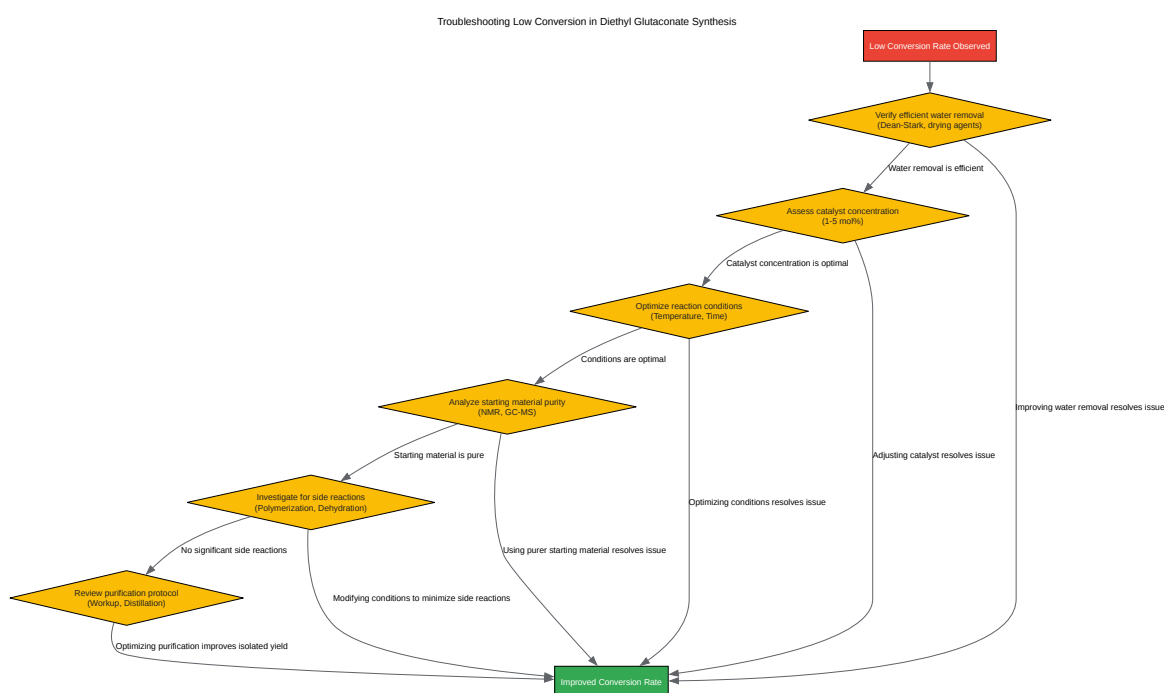 Troubleshooting Low Conversion in Diethyl Glutaconate Synthesis
Low Conversion Rate Observed
Verify efficient water removal
(Dean-Stark, drying agents)
Water removal is efficient
Assess catalyst concentration
(1-5 mol%)
Catalyst concentration is optimal
Optimize reaction conditions
(Temperature, Time)
Conditions are optimal
Analyze starting material purity
(NMR, GC-MS)
Improving water removal resolves issue
Starting material is pure
Adjusting catalyst resolves issue
Investigate for side reactions
(Polymerization, Dehydration)
Optimizing conditions resolves issue
No significant side reactions
Using purer starting material resolves issue
Review purification protocol
(Workup, Distillation)
Modifying conditions to minimize side reactions
Optimizing purification improves isolated yield
Improved Conversion Rate